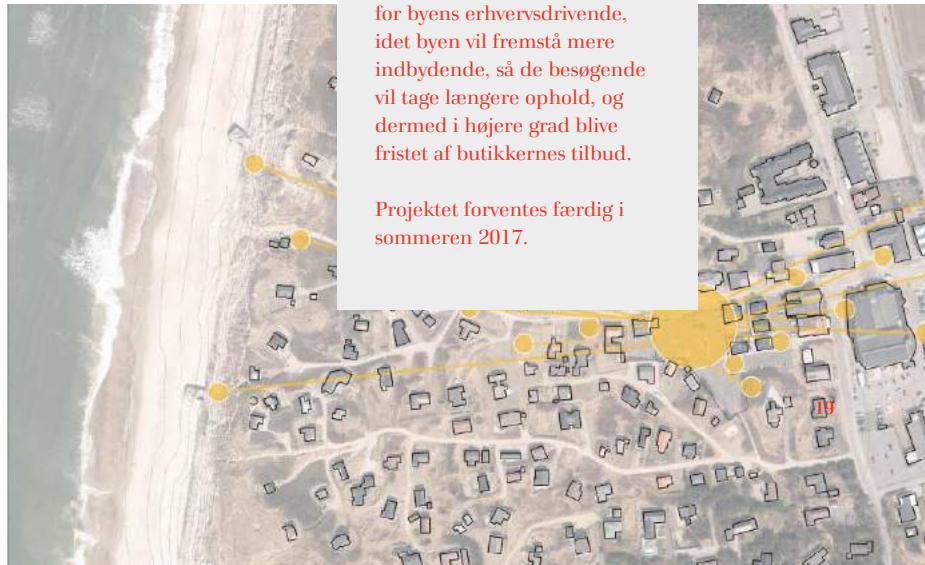 for byens erhvervsdrivende,
idet byen vil fremstå mere
indbydende, så de besøgende
vil tage længere ophold, og
dermed i højere grad blive
fristet af butikkernes tilbud.
Projektet forventes færdig i
sommeren 2017.
19